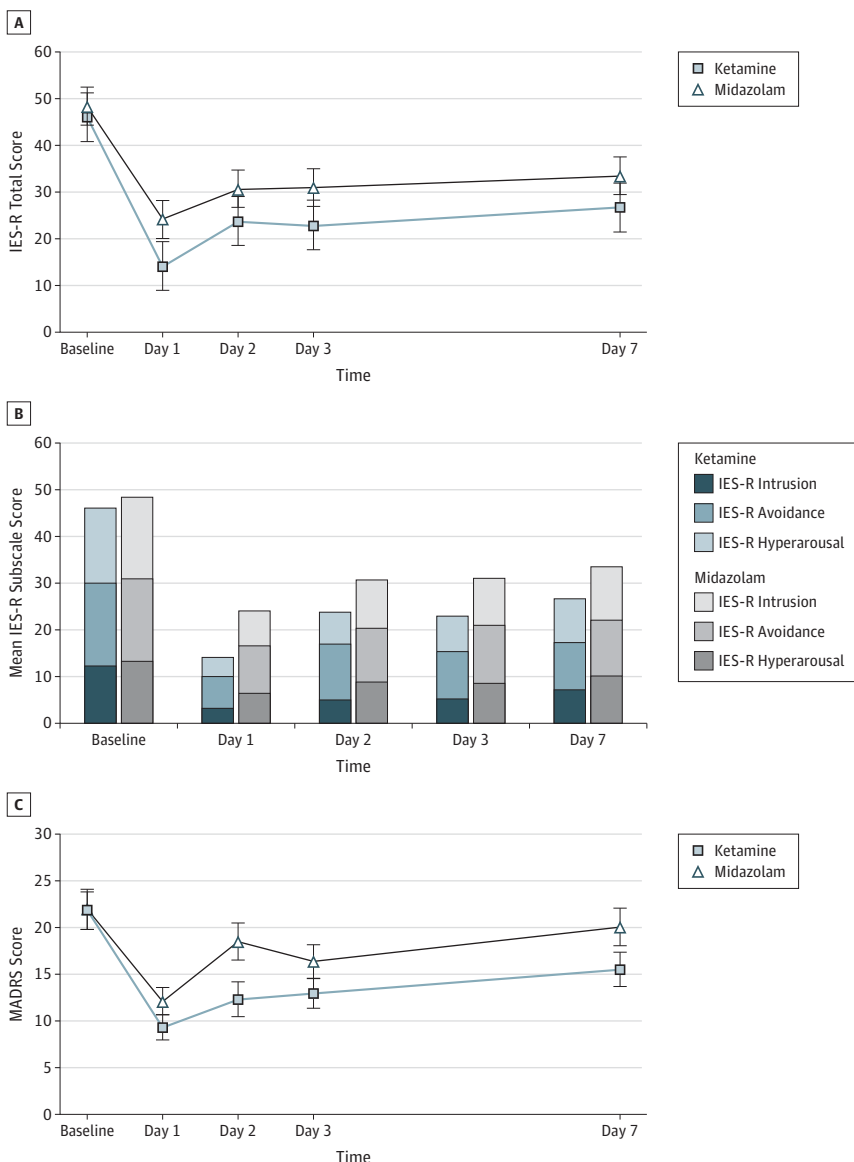 A
60
50
40
30
20
10
0
IES-R Total Score
Baseline Day 1 Day 2 Day 3 Day 7
Time
Ketamine
Midazolam
B
60
50
40
30
20
10
0
Mean IES-R Subscale Score
Baseline Day 1 Day 2 Day 3 Day 7
Time
Ketamine
IES-R Intrusion
IES-R Avoidance
IES-R Hyperarousal
Midazolam
IES-R Intrusion
IES-R Avoidance
IES-R Hyperarousal
C
30
25
20
15
10
5
0
MADRS Score
Baseline Day 1 Day 2 Day 3 Day 7
Time
Ketamine
Midazolam